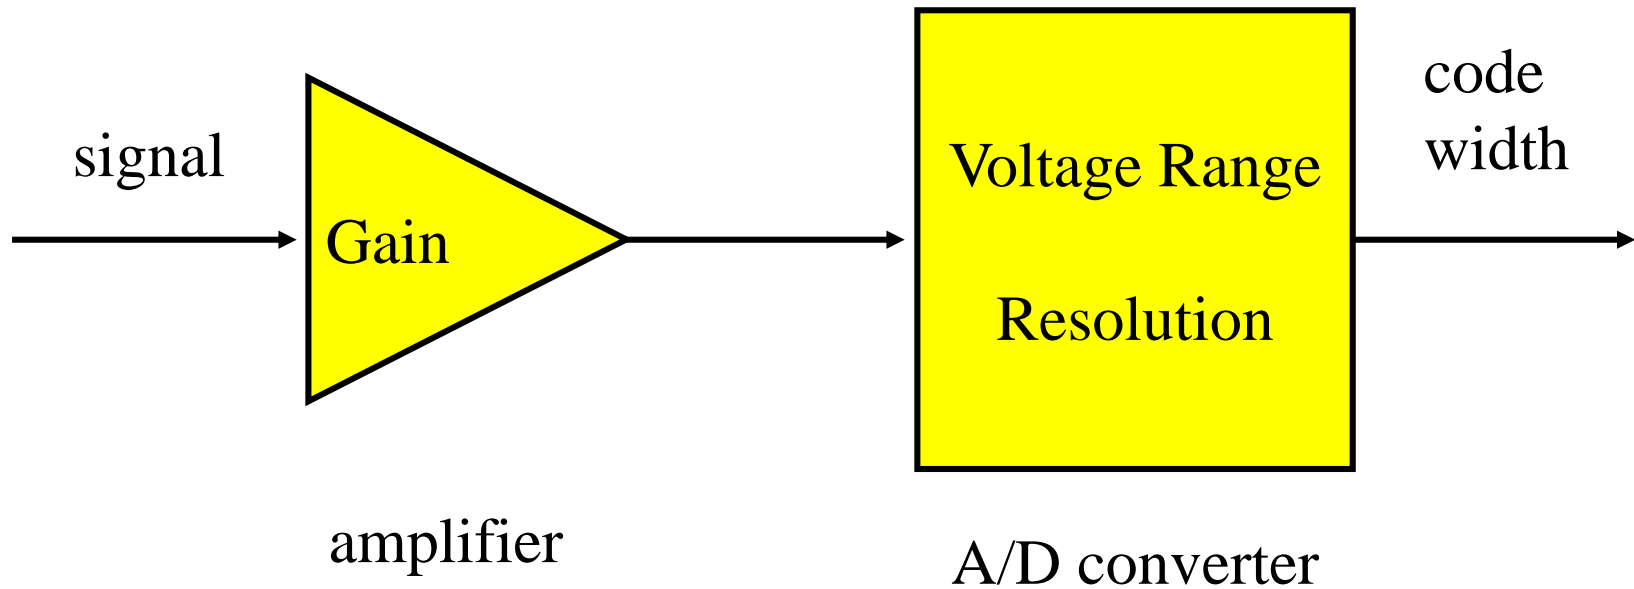 signal
Gain
amplifier
Voltage Range
Resolution
A/D converter
code
width